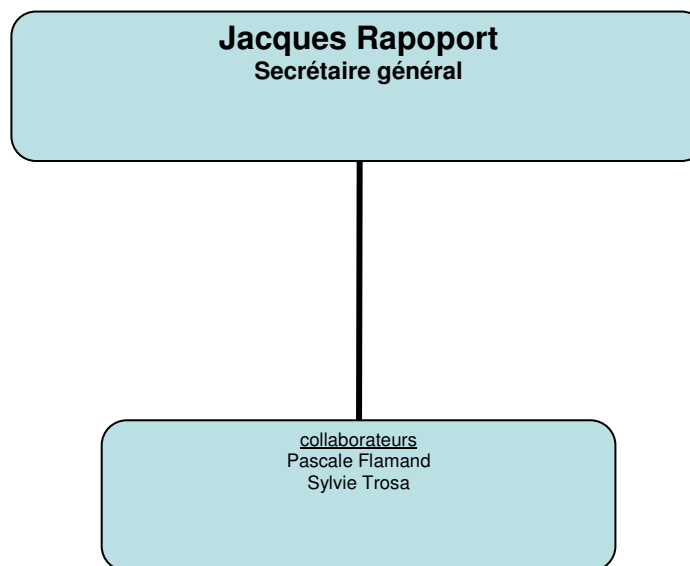 Jacques Rapoport
Secrétaire général
collaborateurs
Pascale Flamand
Sylvie Trosa